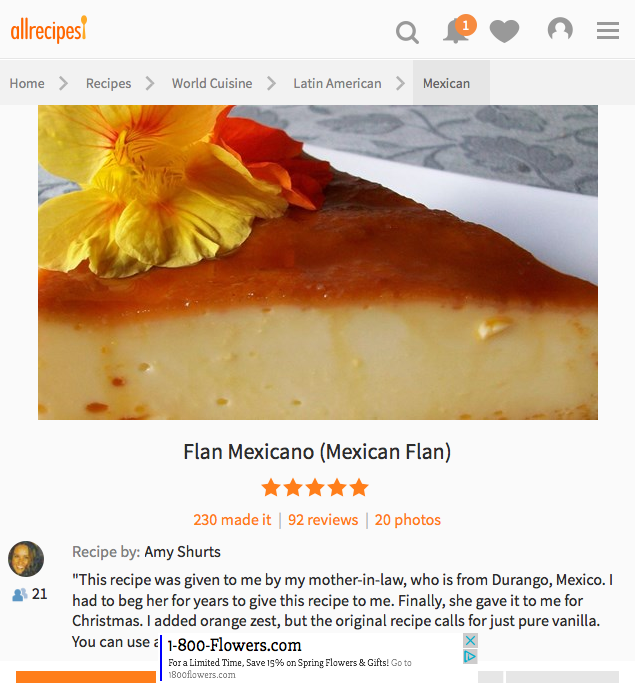 allrecipes
1
Home
Recipes
World Cuisine
Latin American
Mexican
Flan Mexicano (Mexican Flan)
230 made it | 92 reviews | 20 photos
Recipe by: Amy Shurts
21
"This recipe was given to me by my mother-in-law, who is from Durango, Mexico. I
had to beg her for years to give this recipe to me. Finally, she gave it to me for
Christmas. I added orange zest, but the original recipe calls for just pure vanilla.
You can use
1-800-Flowers.com
For a Limited Time, Save 15% on Spring Flowers & Gifts! Go to
1800flowers.com